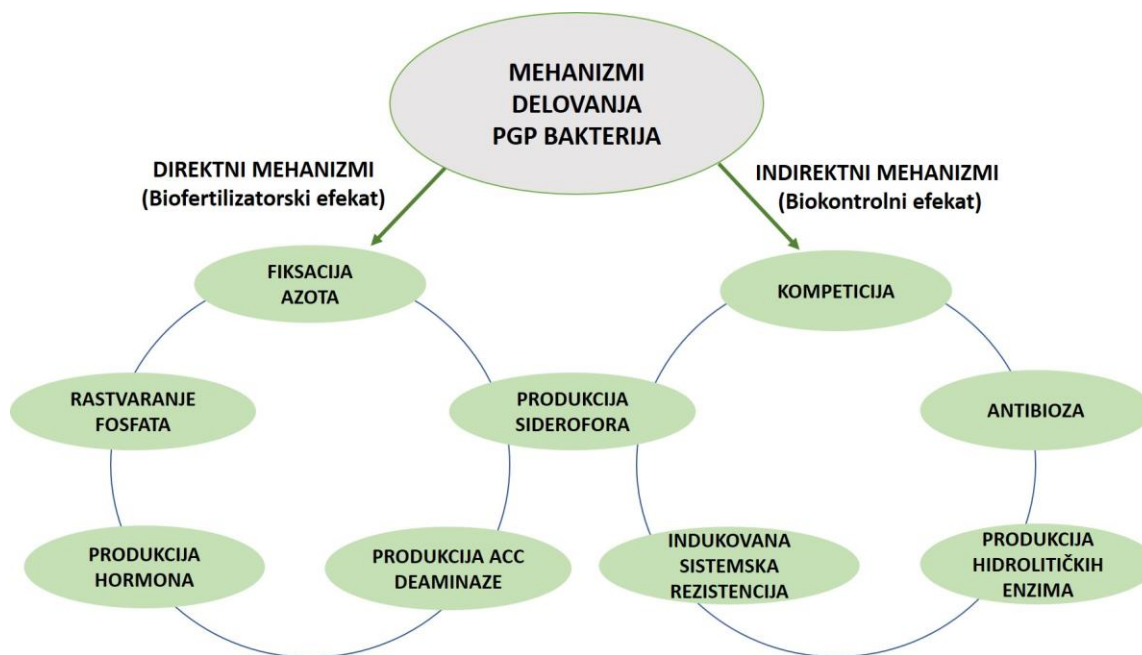 MEHANIZMI
DELOVANJA
PGP BAKTERIJA
DIREKTNI MEHANIZMI
(Biofertilizatorski efekat)
INDIREKTNI MEHANIZMI
(Biokontrolni efekat)
FIKSACIJA
AZOTA
KOMPETICIJA
RASTVARANJE
FOSFATA
PRODUKCIJA
SIDEROFORA
ANTIBIOZA
PRODUKCIJA
HORMONA
PRODUKCIJA ACC
DEAMINAZE
INDUKOVANA
SISTEMSKA
REZISTENCIJA
PRODUKCIJA
HIDROLITIČKIH
ENZIMA